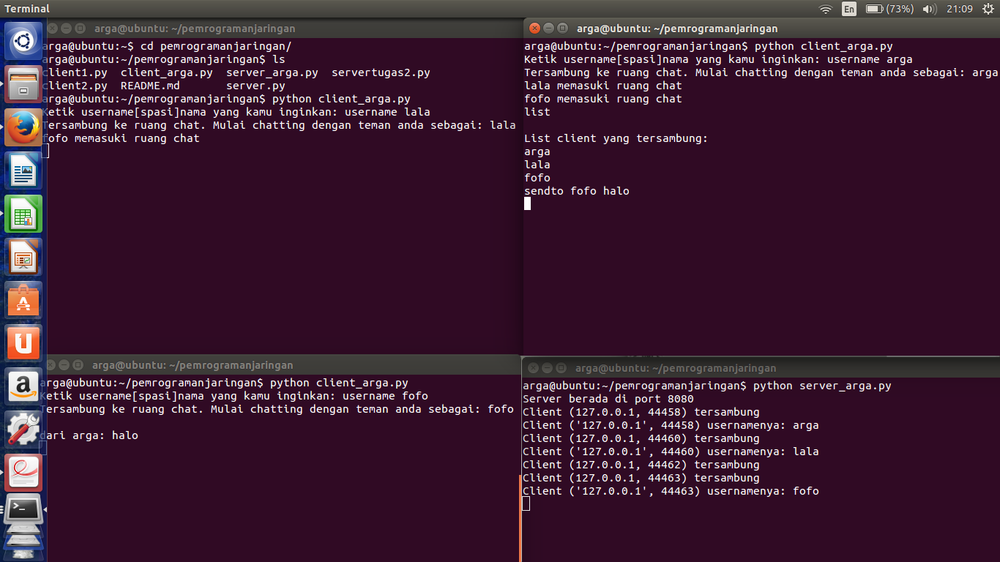 Terminal
En
(73%)
21:09
arga@ubuntu: ~/pemrogramanjaringan
arga@ubuntu:~$ cd pemrogramanjaringan/
arga@ubuntu:~/pemrogramanjaringan$ ls
client1.py client_arga.py server_arga.py servertugas2.py
client2.py README.md server.py
arga@ubuntu:~/pemrogramanjaringan$ python client_arga.py
Ketik username[spasi]nama yang kamu inginkan: username lala
Tersambung ke ruang chat. Mulai chatting dengan teman anda sebagai: lala
fofo memasuki ruang chat
arga@ubuntu: ~/pemrogramanjaringan
arga@ubuntu:~/pemrogramanjaringan$ python client_arga.py
Ketik username[spasi]nama yang kamu inginkan: username arga
Tersambung ke ruang chat. Mulai chatting dengan teman anda sebagai: arga
lala memasuki ruang chat
fofo memasuki ruang chat
list
List client yang tersambung:
arga
lala
fofo
sendto fofo halo
arga@ubuntu: ~/pemrogramanjaringan
arga@ubuntu:~/pemrogramanjaringan$ python client_arga.py
Ketik username[spasi]nama yang kamu inginkan: username fofo
Tersambung ke ruang chat. Mulai chatting dengan teman anda sebagai: fofo
dari arga: halo
arga@ubuntu: ~/pemrogramanjaringan
arga@ubuntu:~/pemrogramanjaringan$ python server_arga.py
Server berada di port 8080
Client (127.0.0.1, 44458) tersambung
Client ('127.0.0.1', 44458) usernamenya: arga
Client (127.0.0.1, 44460) tersambung
Client ('127.0.0.1', 44460) usernamenya: lala
Client (127.0.0.1, 44462) tersambung
Client (127.0.0.1, 44463) tersambung
Client ('127.0.0.1', 44463) usernamenya: fofo